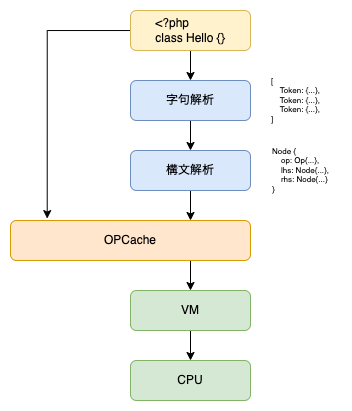 <?php
class Hello {}
字句解析
[
Token: {...},
Token: {...},
Token: {...},
]
構文解析
Node {
op: Op(...),
lhs: Node(...),
rhs: Node(...)
}
OPCache
VM
CPU